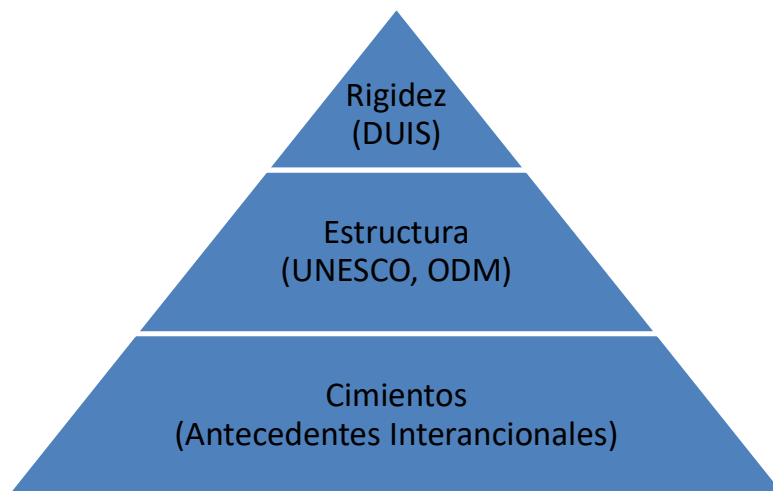 Rigidez
(DUIS)
Estructura
(UNESCO, ODM)
Cimientos
(Antecedentes Interancionales)